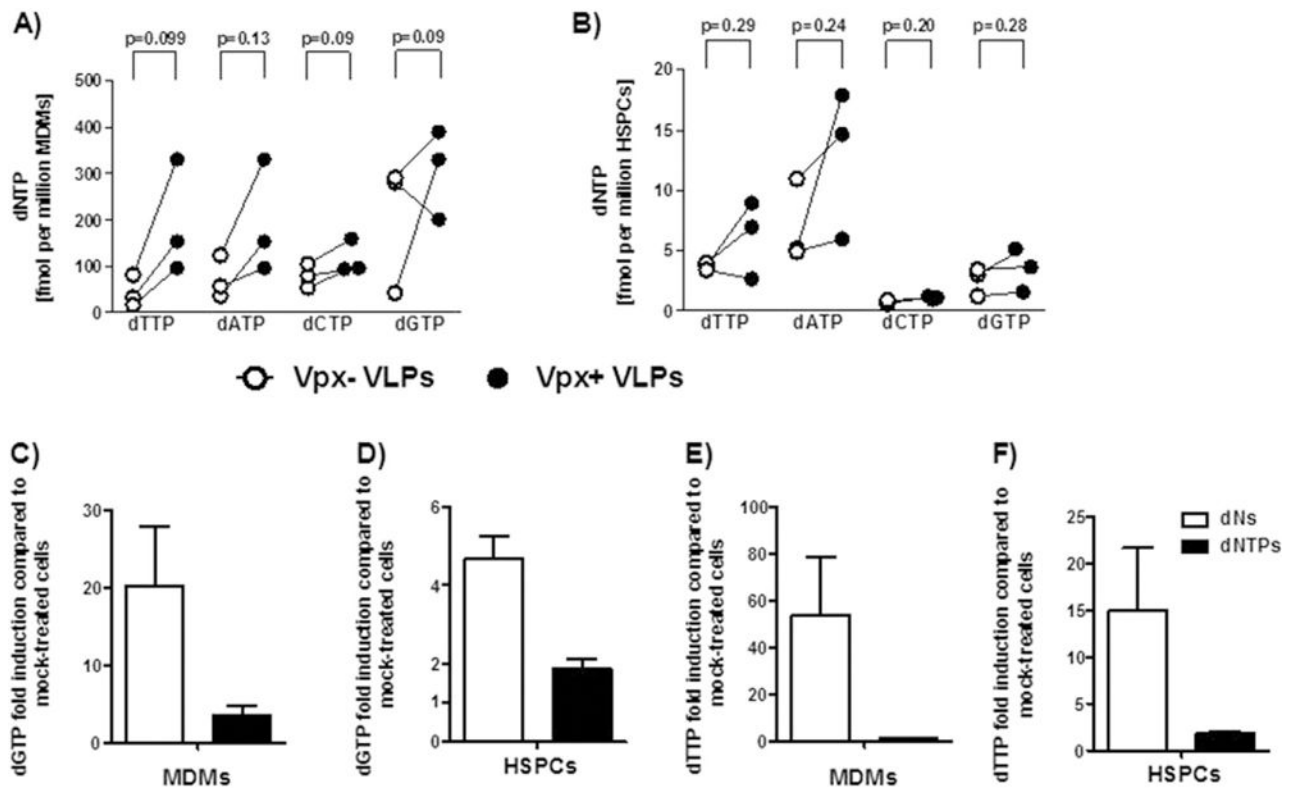 A)
p=0.099 p=0.13 p=0.09 p=0.09
dNTP
[fmol per million MDMs]
500
400
300
200
100
0
dTTP dATP dCTP dGTP
B)
p=0.29 p=0.24 p=0.20 p=0.28
dNTP
[fmol per million HSPCs]
20
15
10
5
0
dTTP dATP dCTP dGTP
Vpx- VLPs Vpx+ VLPs
C)
dGTP fold induction compared to
mock-treated cells
30
20
10
0
MDMs
D)
dGTP fold induction compared to
mock-treated cells
6
4
2
1
0
HSPCs
E)
dTTP fold induction compared to
mock-treated cells
100
80
60
40
20
0
MDMs
F)
dTTP fold induction compared to
mock-treated cells
25
20
15
10
5
0
HSPCs
dNs
dNTPs